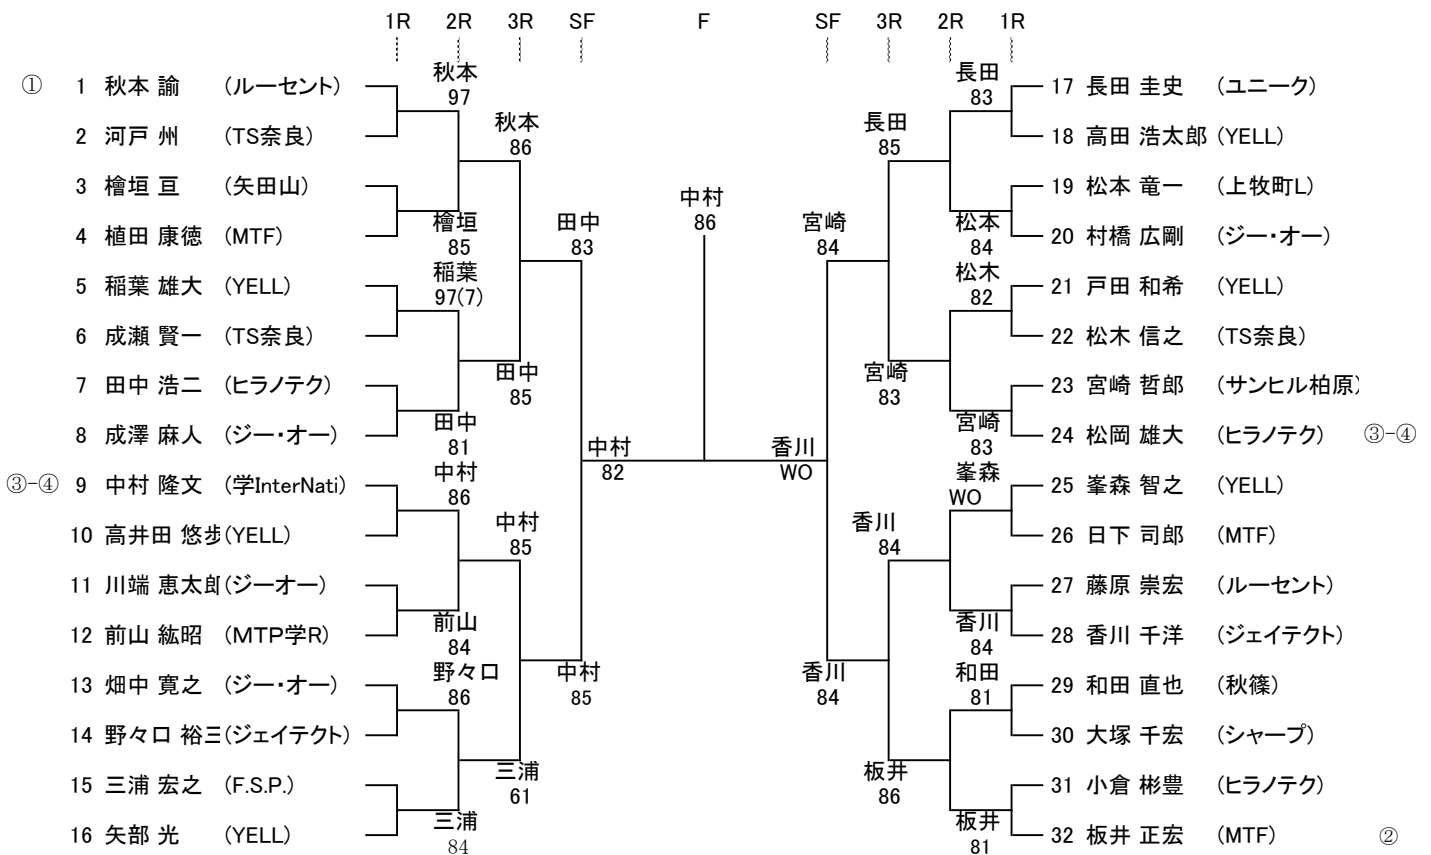 1R 2R 3R SF F SF 3R 2R 1R
① 1 秋本 諭 (ルーセント)
2 河戸 州 (TS奈良)
3 檜垣 亘 (矢田山)
4 植田 康徳 (MTF)
5 稲葉 雄大 (YELL)
6 成瀬 賢一 (TS奈良)
7 田中 浩二 (ヒラノテク)
8 成澤 麻人 (ジー・オー)
③-④ 9 中村 隆文 (学InterNati)
10 高井田 悠歩(YELL)
11 川端 恵太郎(ジーオー)
12 前山 紘昭 (MTP学R)
13 畑中 寛之 (ジー・オー)
14 野々口 裕三(ジェイテクト)
15 三浦 宏之 (F.S.P.)
16 矢部 光 (YELL)
秋本
97
檜垣
85
稲葉
97(7)
田中
81
中村
86
前山
84
野々口
86
三浦
84
秋本
86
田中
85
中村
85
三浦
61
田中
83
中村
85
中村
82
中村
86
香川
WO
宮崎
84
香川
84
長田
85
宮崎
83
香川
84
板井
86
長田
83
松本
84
松木
82
宮崎
83
峯森
WO
香川
84
和田
81
板井
81
17 長田 圭史 (ユニーク)
18 高田 浩太郎 (YELL)
19 松本 竜一 (上牧町L)
20 村橋 広剛 (ジー・オー)
21 戸田 和希 (YELL)
22 松木 信之 (TS奈良)
23 宮崎 哲郎 (サンヒル柏原)
24 松岡 雄大 (ヒラノテク) ③-④
25 峯森 智之 (YELL)
26 日下 司郎 (MTF)
27 藤原 崇宏 (ルーセント)
28 香川 千洋 (ジェイテクト)
29 和田 直也 (秋篠)
30 大塚 千宏 (シャープ)
31 小倉 彬豊 (ヒラノテク)
32 板井 正宏 (MTF) ②